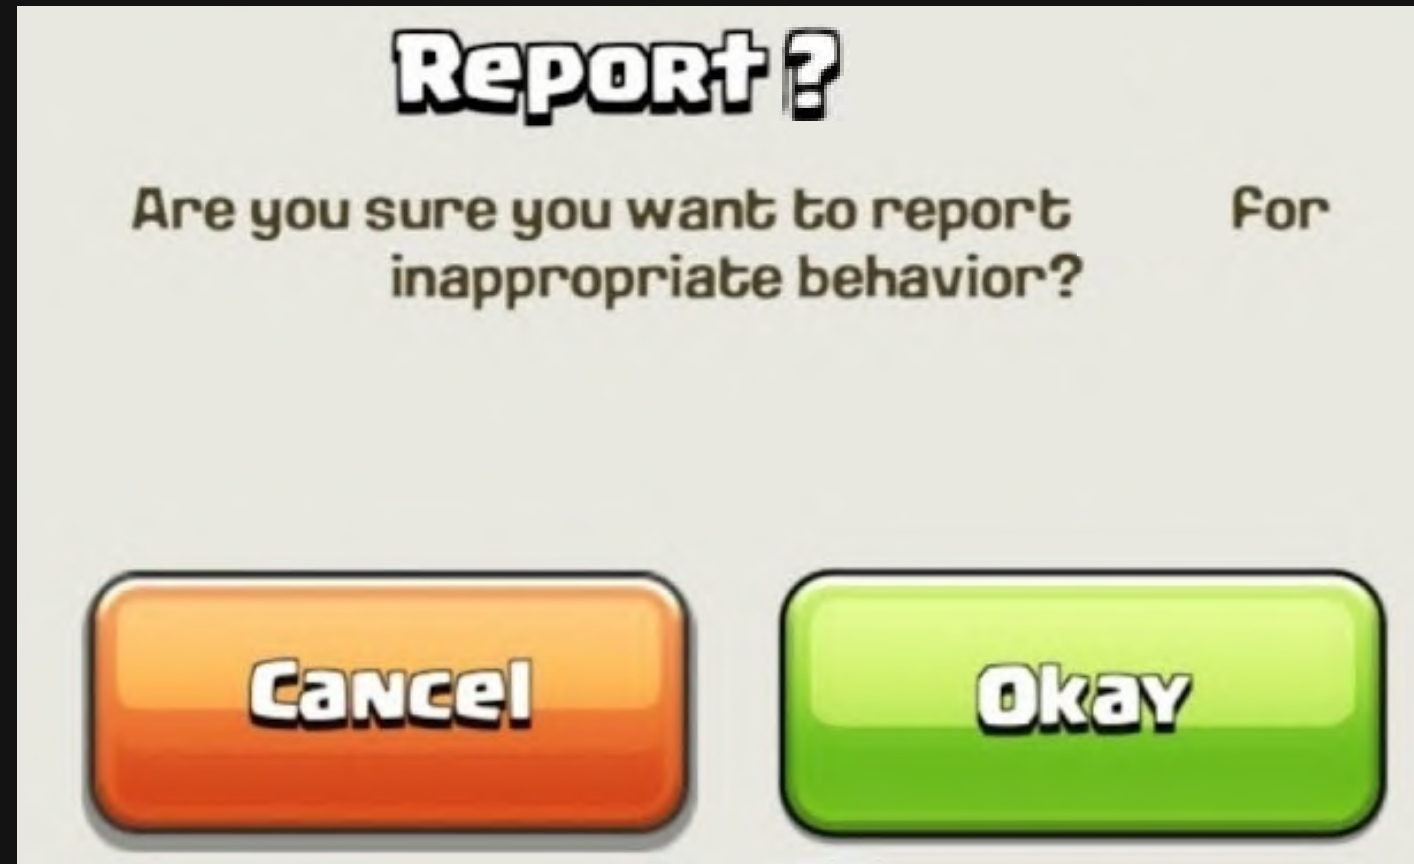 Report?
Are you sure you want to report for
inappropriate behavior?
Cancel
Okay